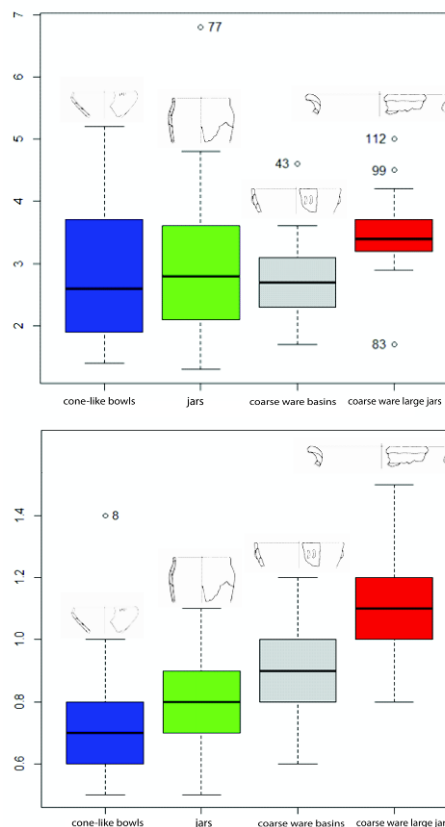 7
6
5
4
3
2
77
43
112
99
83
cone-like bowls
jars
coarse ware basins
coarse ware large jars
1.4
1.2
1.0
0.8
0.6
8
cone-like bowls
jars
coarse ware basins
coarse ware large jar